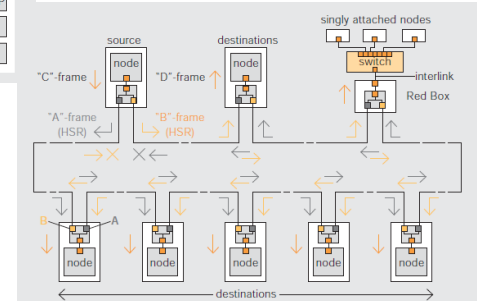 singly attached nodes
source
destinations
node
node
switch
"C"-frame
"D"-frame
interlink
Red Box
"A"-frame
(HSR)
"B"-frame
(HSR)
B
A
node
node
node
node
node
destinations